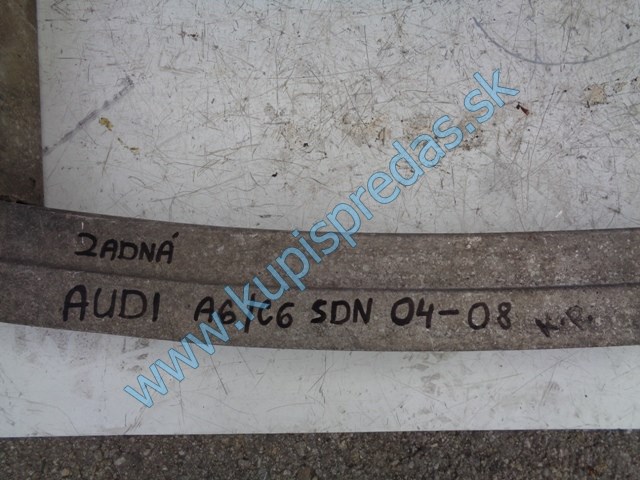 ZADNÁ
AUDI A6/C6 SDN 04-08 K.P.
www.kupispredas.sk